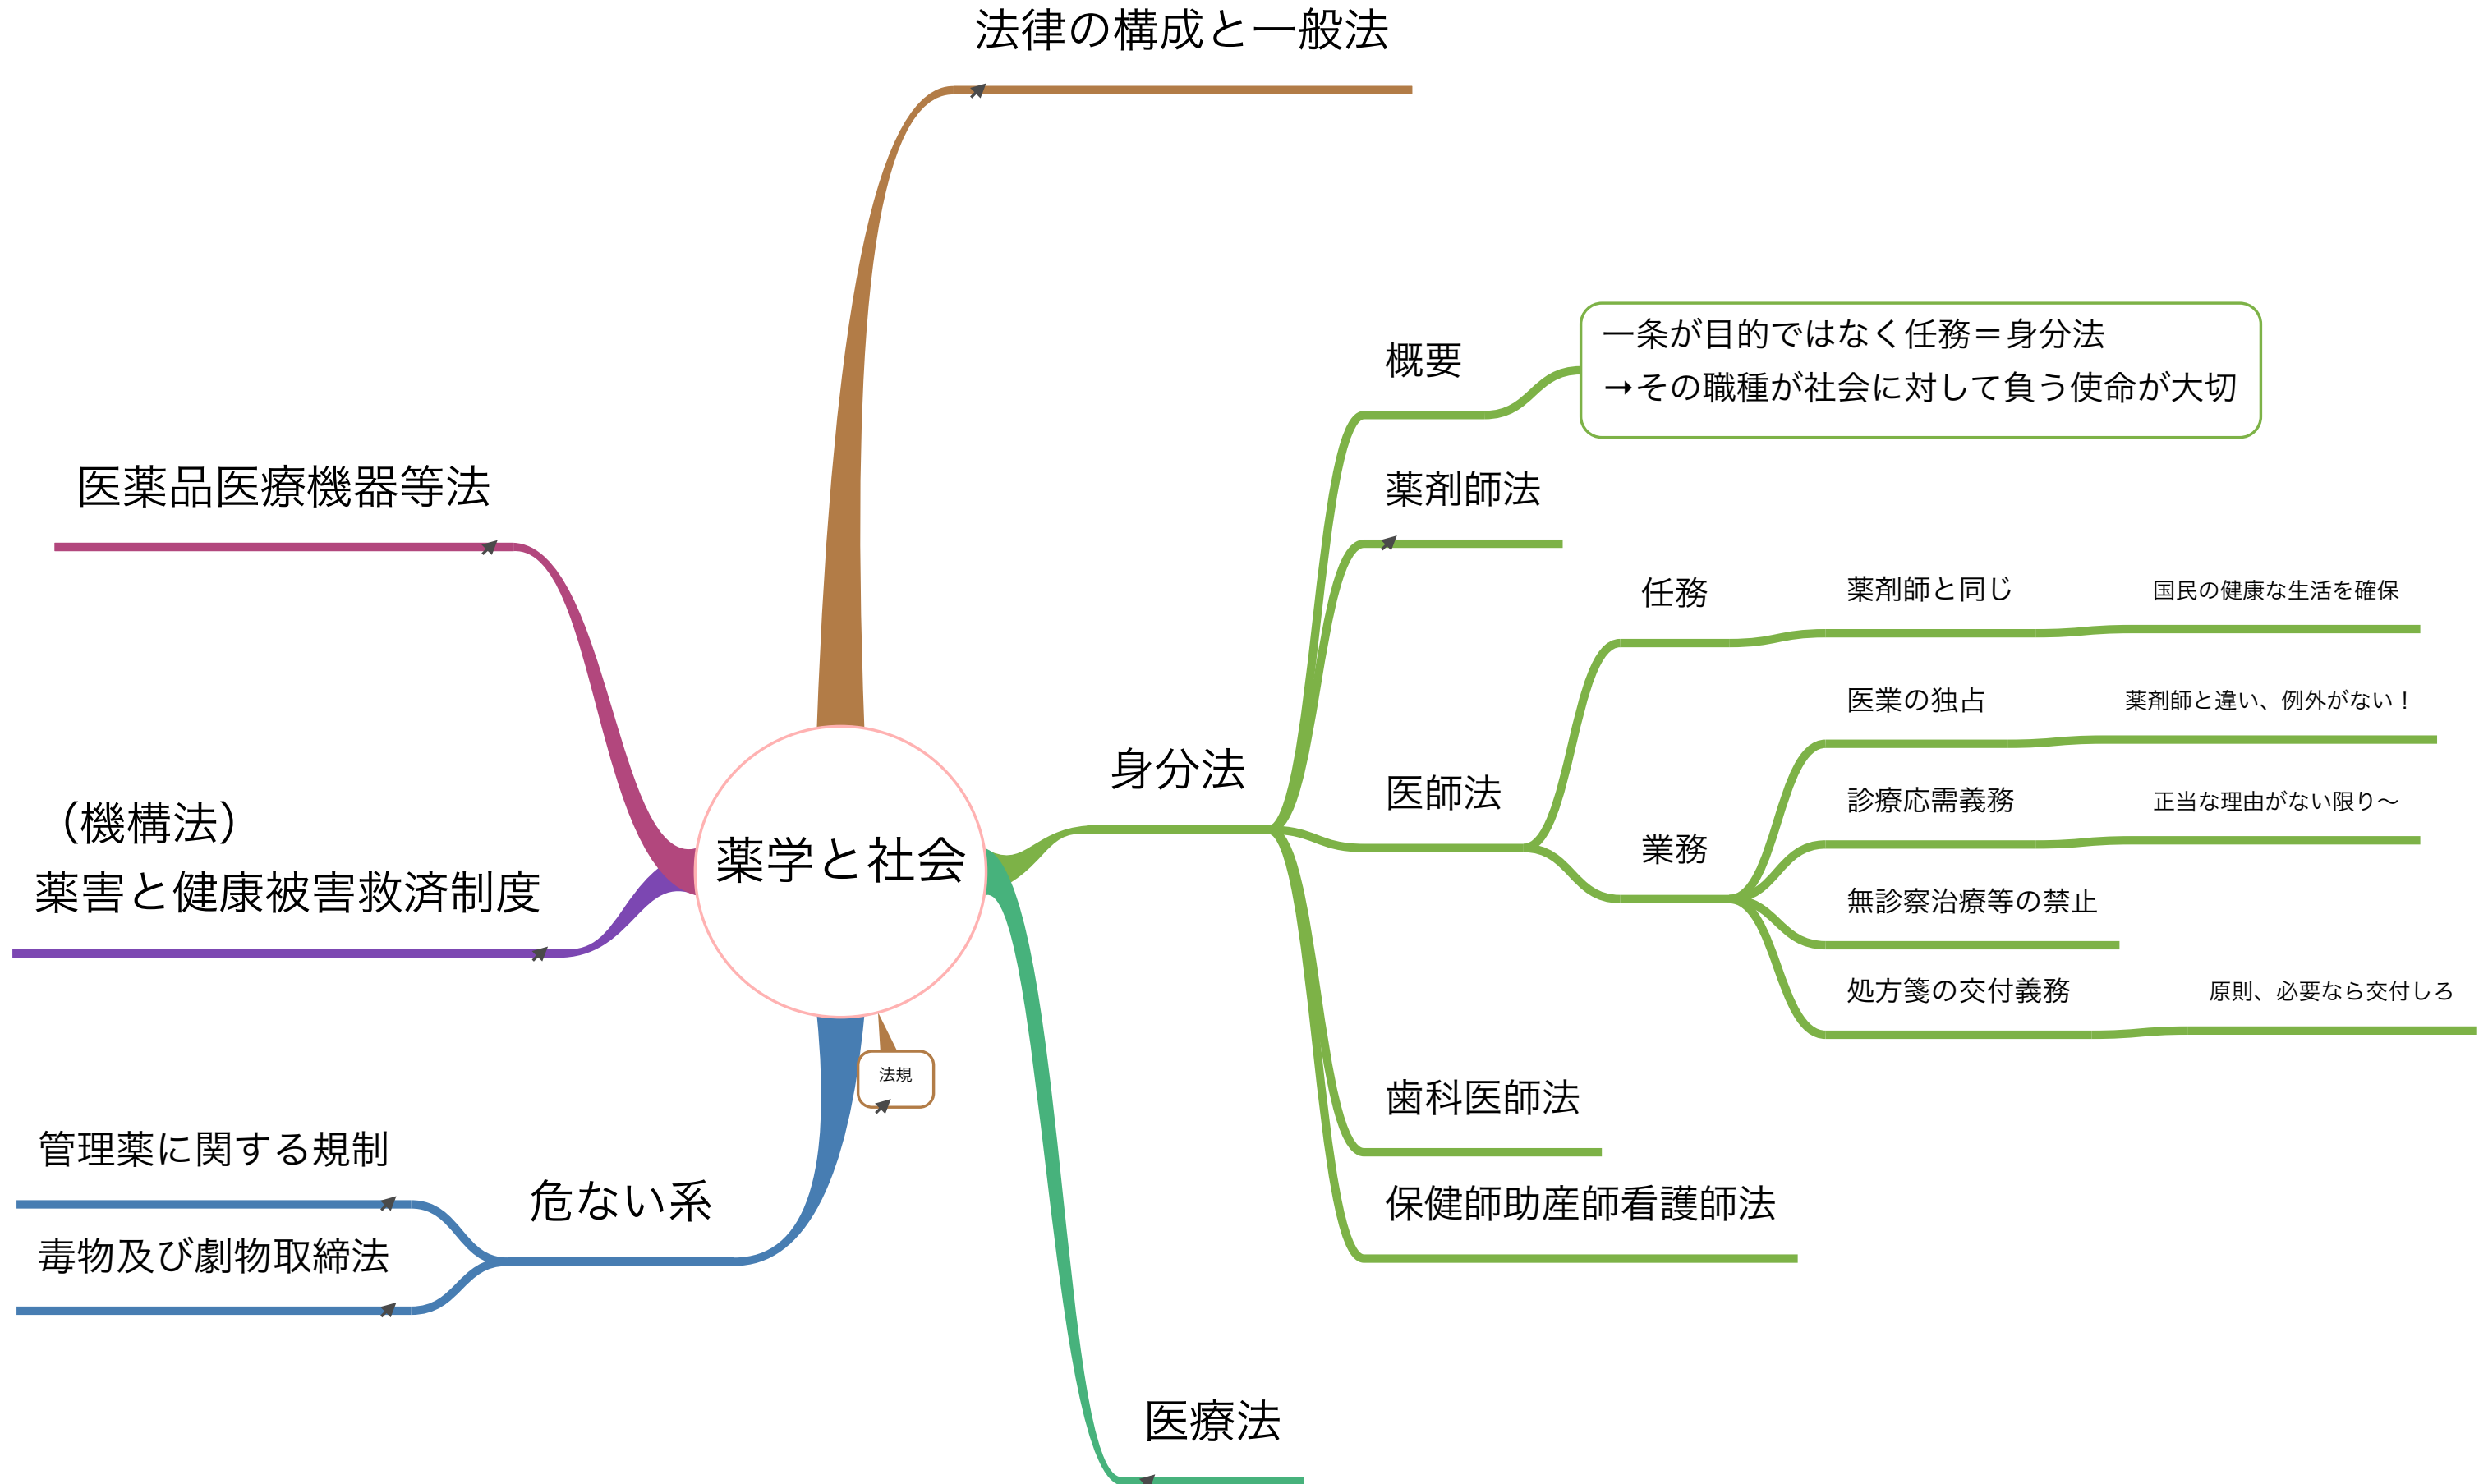 法律の構成と一般法
概要
一条が目的ではなく任務＝身分法
→その職種が社会に対して負う使命が大切
医薬品医療機器等法
薬剤師法
任務
薬剤師と同じ
国民の健康な生活を確保
医業の独占
薬剤師と違い、例外がない！
身分法
医師法
診療応需義務
正当な理由がない限り～
（機構法）
薬害と健康被害救済制度
薬学と社会
業務
無診察治療等の禁止
処方箋の交付義務
原則、必要なら交付しろ
法規
歯科医師法
管理薬に関する規制
危ない系
保健師助産師看護師法
毒物及び劇物取締法
医療法